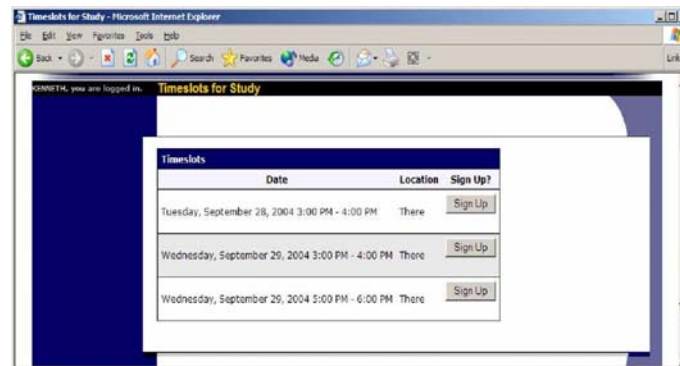 Timeslots for Study - Microsoft Internet Explorer
File Edit View Favorites Tools Help
Back Search Favorites Media
KENNETH, you are logged in. Timeslots for Study
Timeslots
Date Location Sign Up?
Tuesday, September 28, 2004 3:00 PM - 4:00 PM There Sign Up
Wednesday, September 29, 2004 3:00 PM - 4:00 PM There Sign Up
Wednesday, September 29, 2004 5:00 PM - 6:00 PM There Sign Up